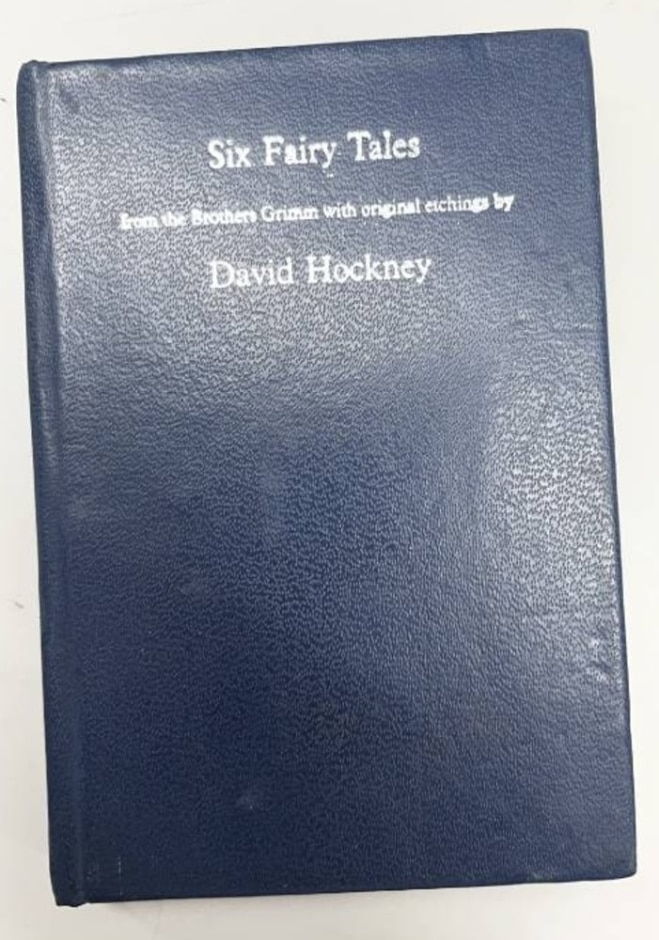 Six Fairy Tales
from the Brothers Grimm with original etchings by
David Hockney